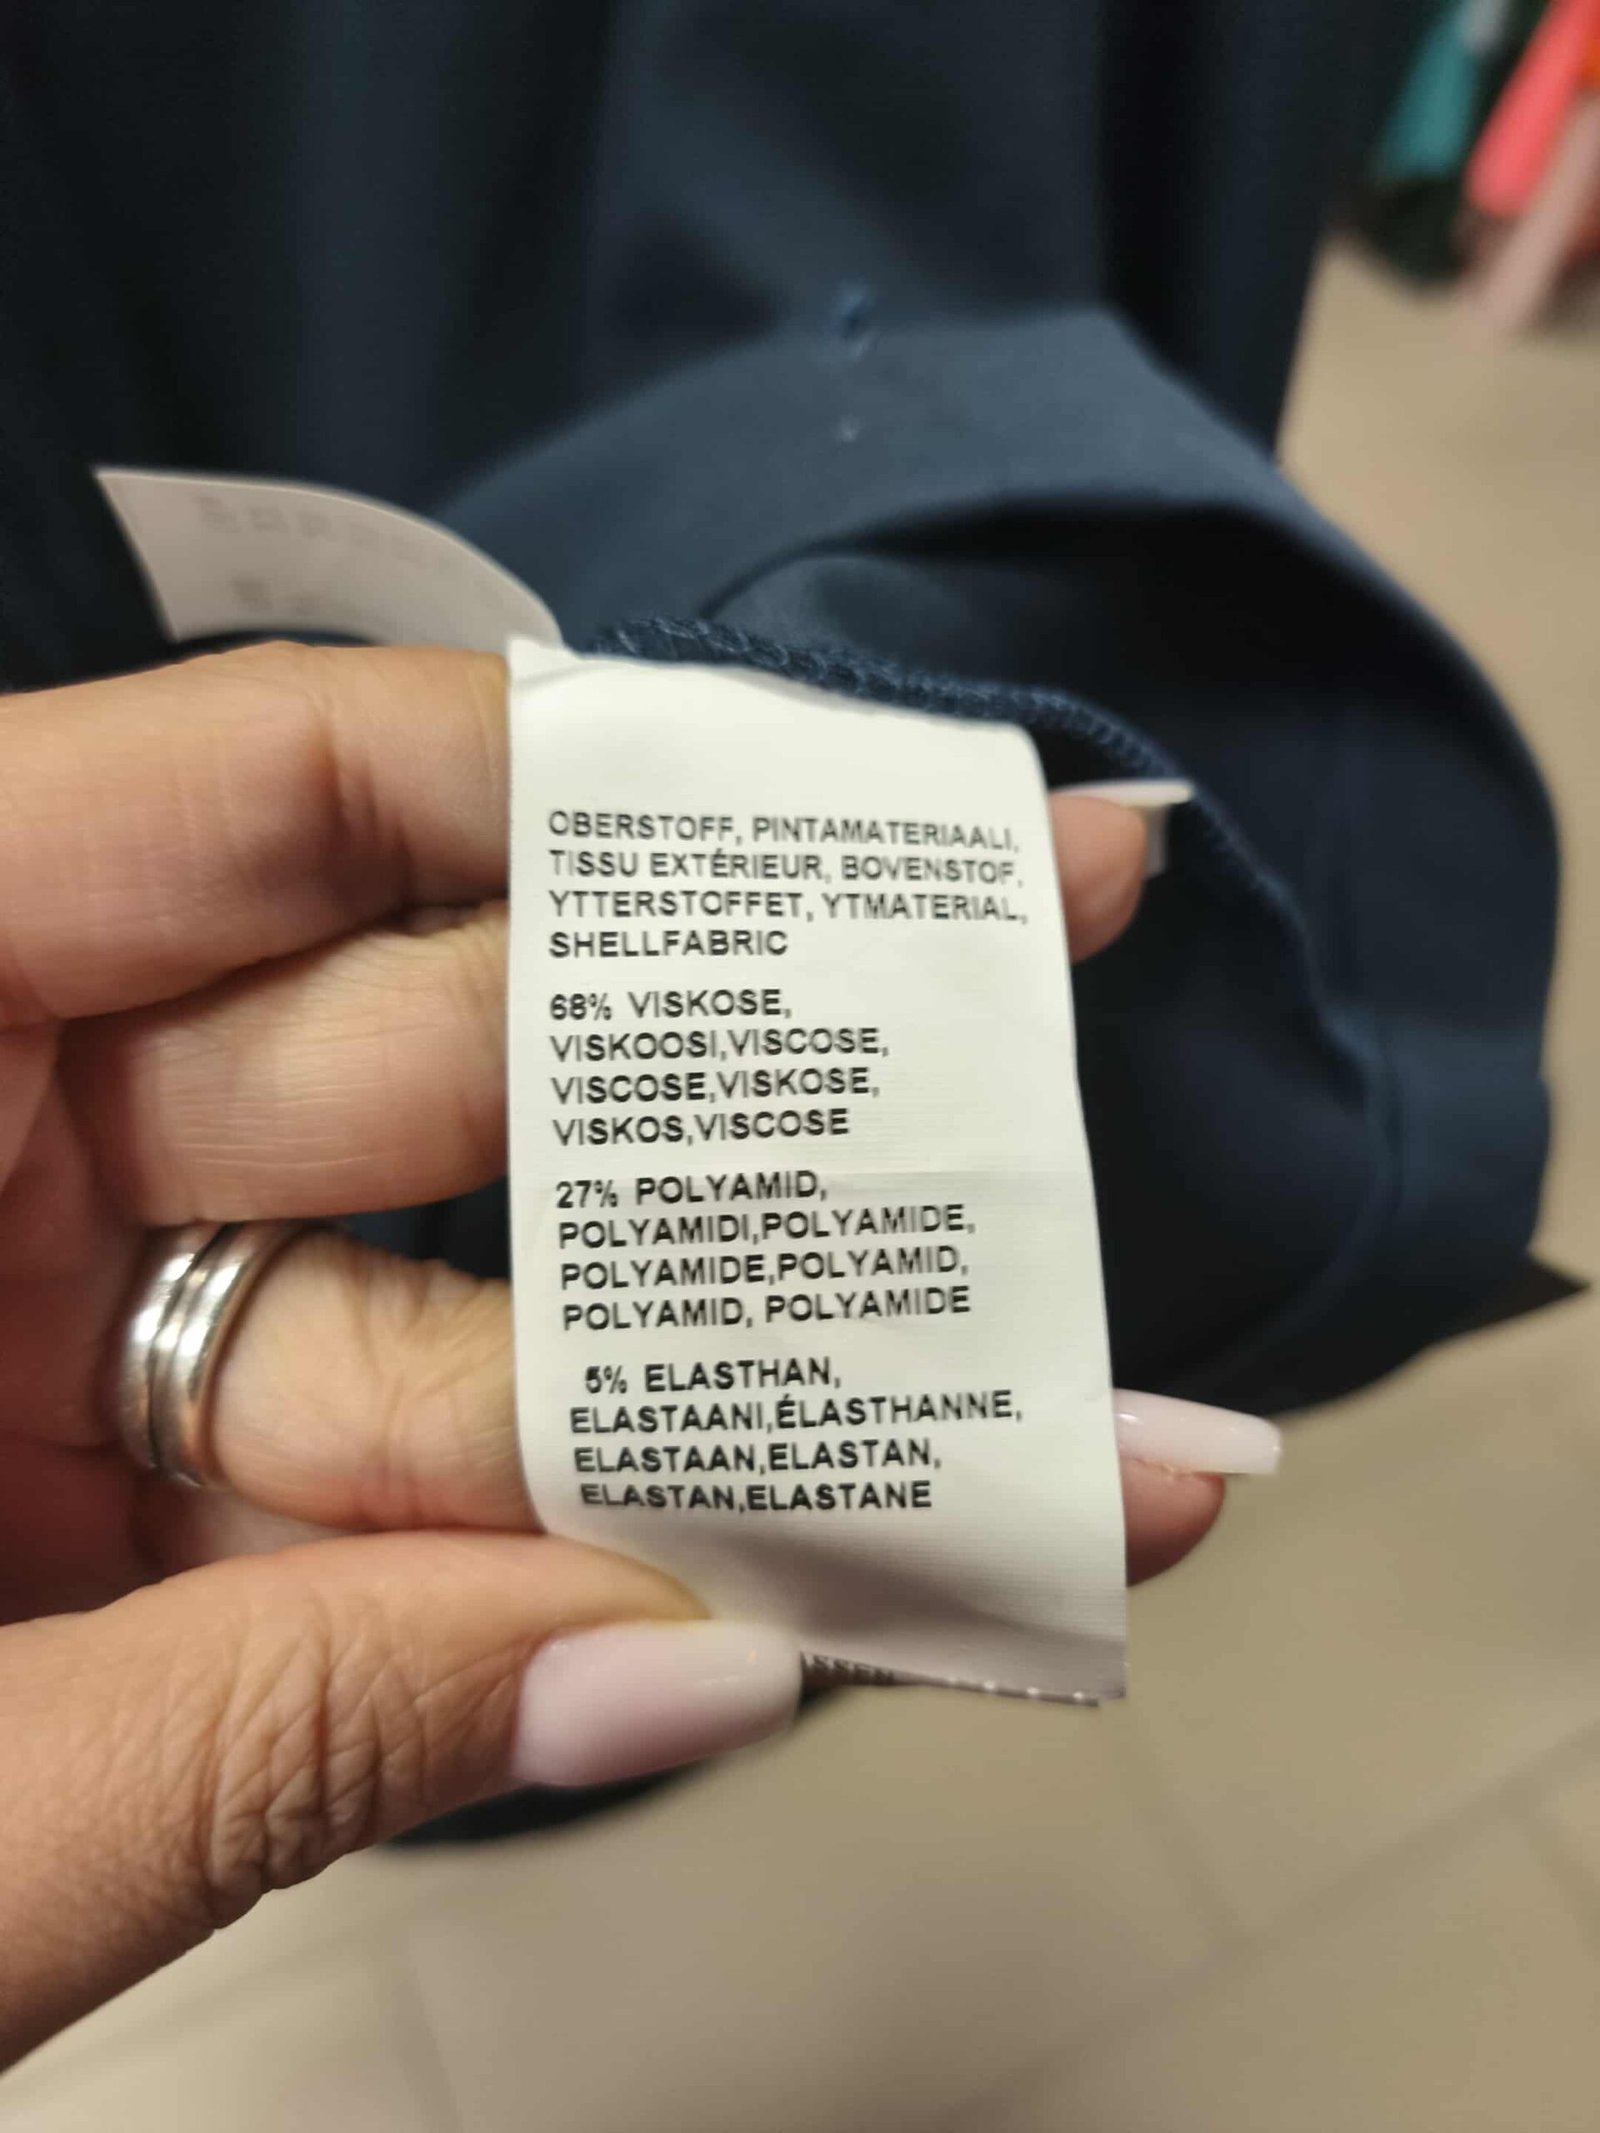 OBERSTOFF, PINTAMATERIAALI,
TISSU EXTÉRIEUR, BOVENSTOF,
YTTERSTOFFET, YTMATERIAL,
SHELLFABRIC
68% VISKOSE,
VISKOOSI,VISCOSE,
VISCOSE,VISKOSE,
VISKOS,VISCOSE
27% POLYAMID,
POLYAMIDI,POLYAMIDE,
POLYAMIDE,POLYAMID,
POLYAMID, POLYAMIDE
5% ELASTHAN,
ELASTAANI,ÉLASTHANNE,
ELASTAAN,ELASTAN,
ELASTAN,ELASTANE